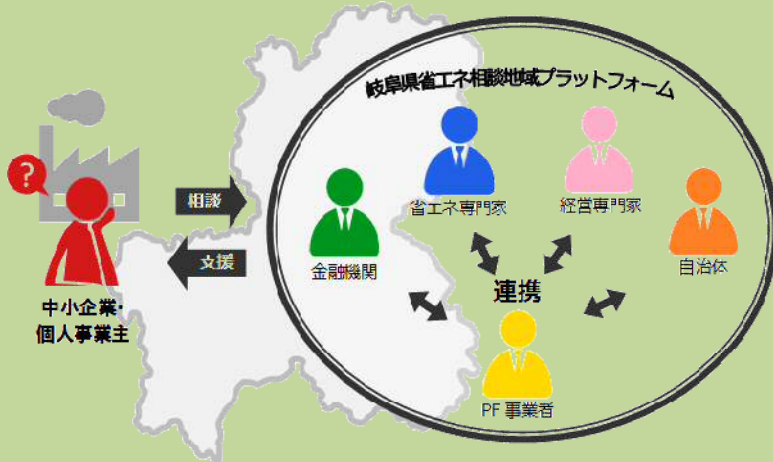 岐阜県省エネ相談地域プラットフォーム
?
相談
支援
中小企業・
個人事業主
金融機関
省エネ専門家
経営専門家
自治体
連携
PF 事業者